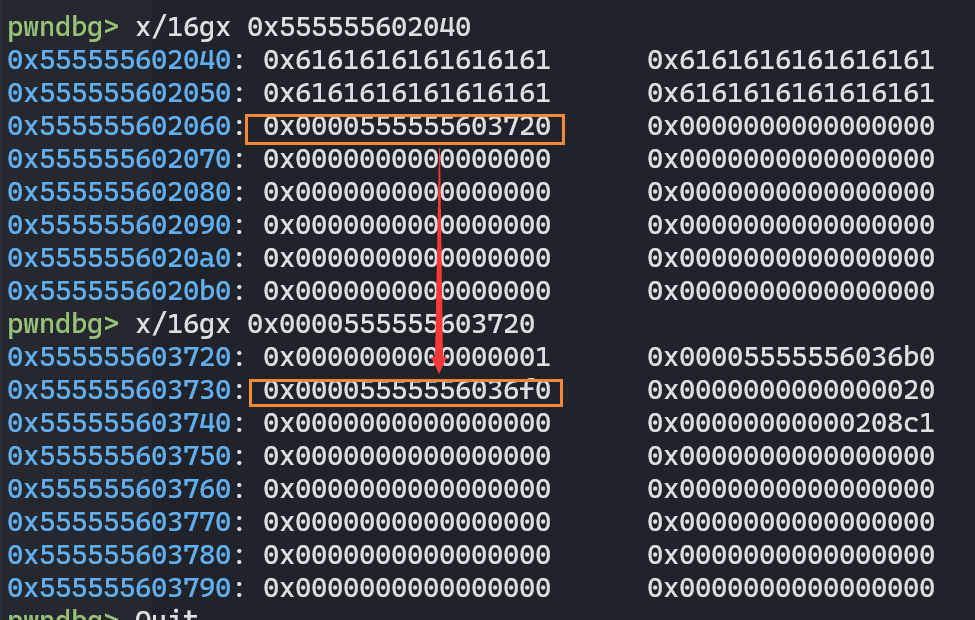 pwndbg> x/16gx 0x555555602040
0x555555602040: 0x6161616161616161 0x6161616161616161
0x555555602050: 0x6161616161616161 0x6161616161616161
0x555555602060: 0x0000555555603720 0x0000000000000000
0x555555602070: 0x0000000000000000 0x0000000000000000
0x555555602080: 0x0000000000000000 0x0000000000000000
0x555555602090: 0x0000000000000000 0x0000000000000000
0x5555556020a0: 0x0000000000000000 0x0000000000000000
0x5555556020b0: 0x0000000000000000 0x0000000000000000
pwndbg> x/16gx 0x0000555555603720
0x555555603720: 0x0000000000000001 0x00005555556036b0
0x555555603730: 0x00005555556036f0 0x0000000000000020
0x555555603740: 0x0000000000000000 0x00000000000208c1
0x555555603750: 0x0000000000000000 0x0000000000000000
0x555555603760: 0x0000000000000000 0x0000000000000000
0x555555603770: 0x0000000000000000 0x0000000000000000
0x555555603780: 0x0000000000000000 0x0000000000000000
0x555555603790: 0x0000000000000000 0x0000000000000000
pwndbg> Quit